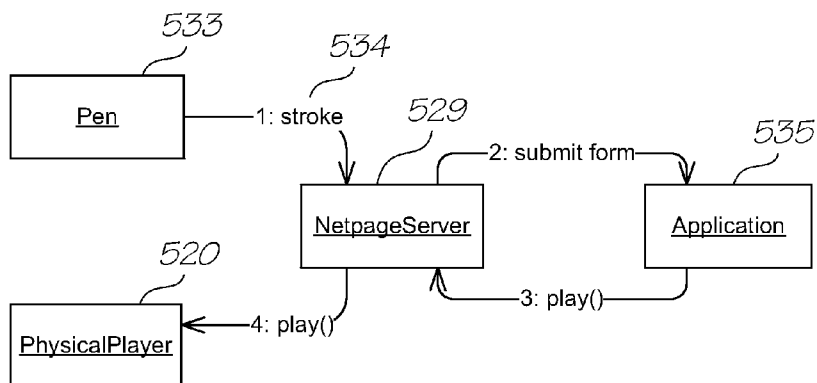 533
Pen
534
1: stroke
529
2: submit form
535
NetpageServer
Application
520
3: play()
4: play()
PhysicalPlayer